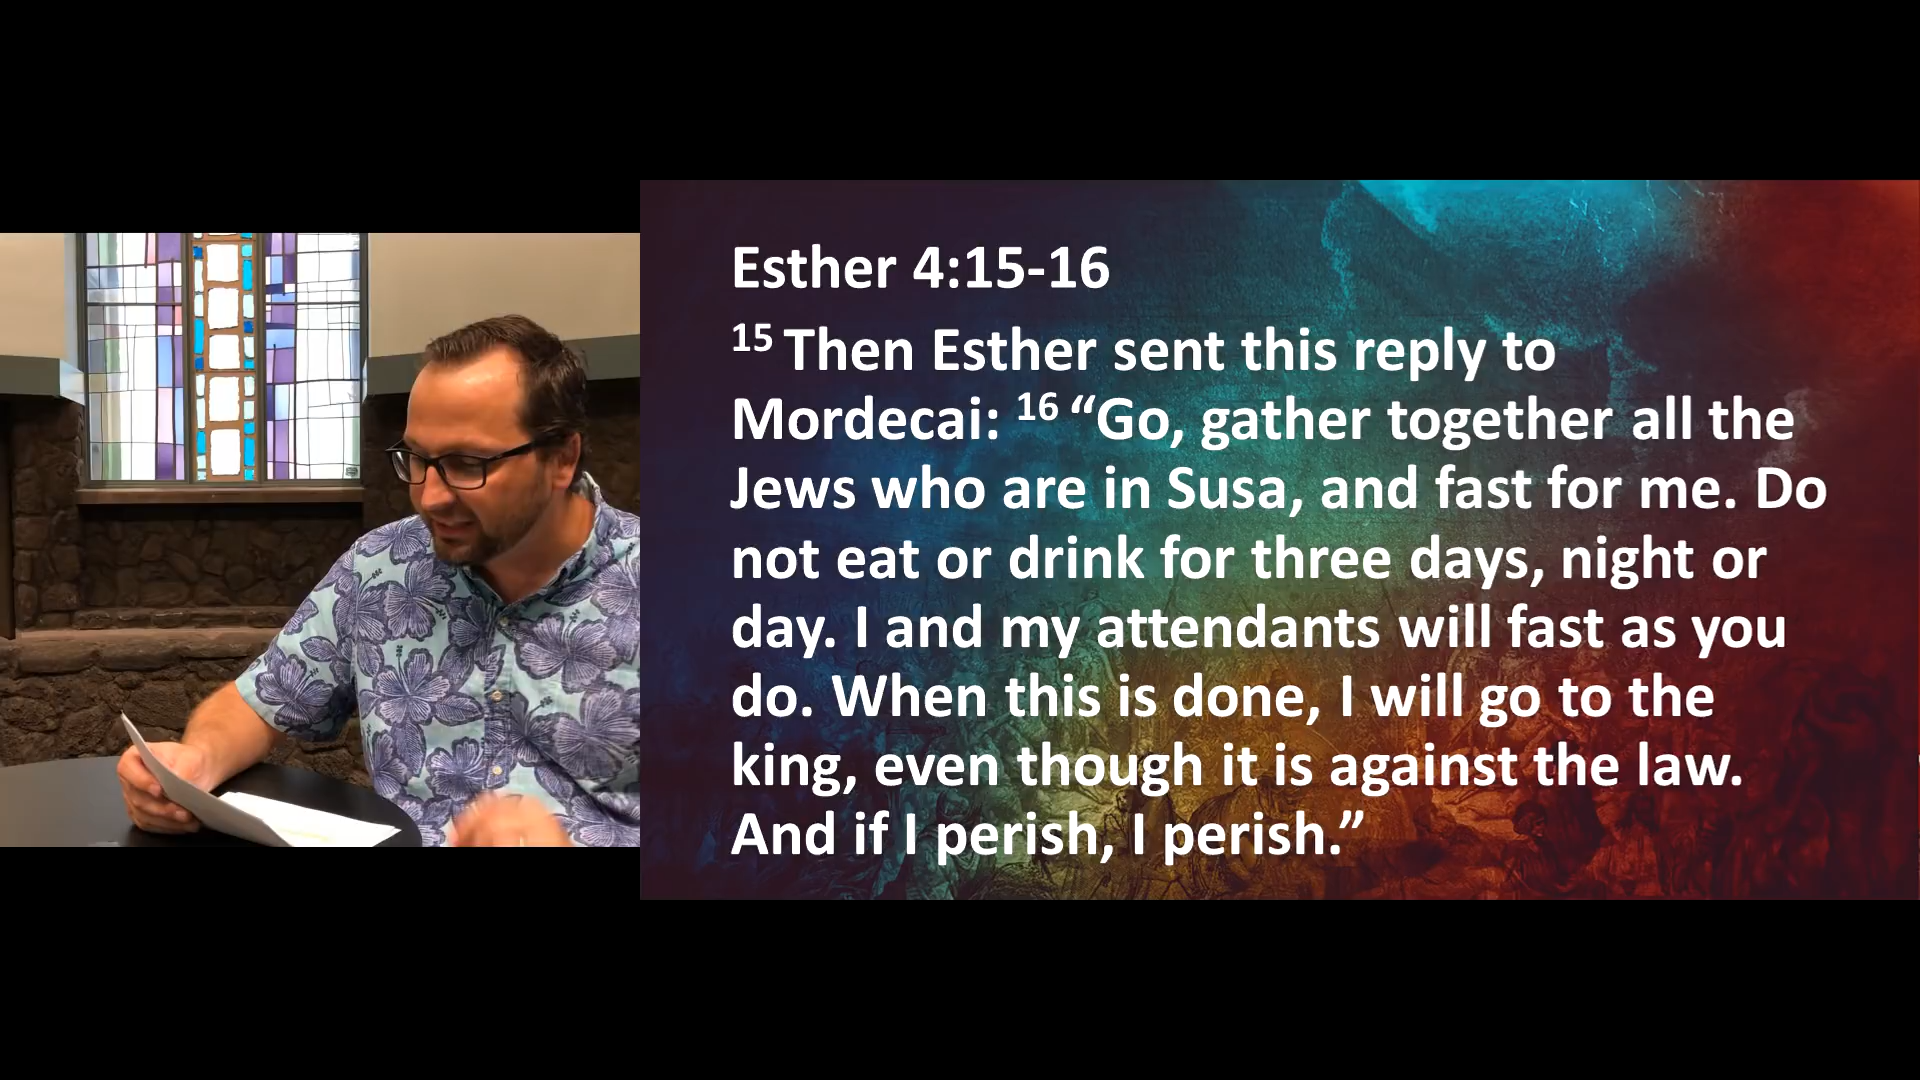 Esther 4:15-16
15 Then Esther sent this reply to
Mordecai: 16 “Go, gather together all the
Jews who are in Susa, and fast for me. Do
not eat or drink for three days, night or
day. I and my attendants will fast as you
do. When this is done, I will go to the
king, even though it is against the law.
And if I perish, I perish.”